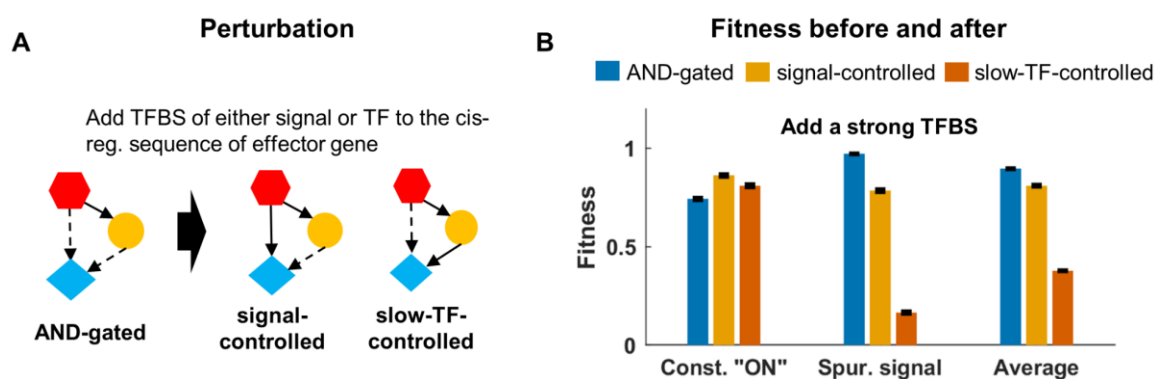 A
Perturbation
Add TFBS of either signal or TF to the cis-
reg. sequence of effector gene
AND-gated
signal-
controlled
slow-TF-
controlled
B
Fitness before and after
AND-gated signal-controlled slow-TF-controlled
Add a strong TFBS
Fitness
1
0.5
0
Const. "ON" Spur. signal Average